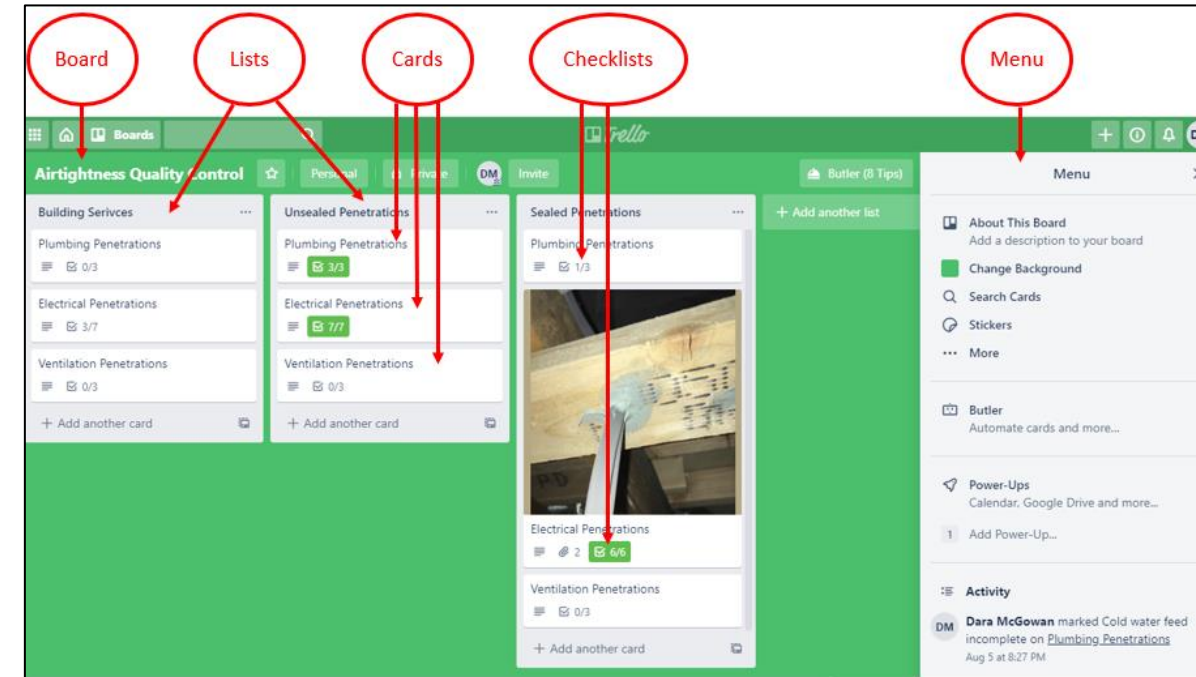 Board
Lists
Cards
Checklists
Menu
Boards
Trello
Airtightness Quality Control
Personal
Private
DM
Invite
Butler (8 Tips)
Menu
Building Serivces
Plumbing Penetrations
0/3
Electrical Penetrations
3/7
Ventilation Penetrations
0/3
+ Add another card
Unsealed Penetrations
Plumbing Penetrations
3/3
Electrical Penetrations
7/7
Ventilation Penetrations
0/3
+ Add another card
Sealed Penetrations
Plumbing Penetrations
1/3
Electrical Penetrations
2 6/6
Ventilation Penetrations
0/3
+ Add another card
+ Add another list
About This Board
Add a description to your board
Change Background
Search Cards
Stickers
More
Butler
Automate cards and more...
Power-Ups
Calendar, Google Drive and more...
1 Add Power-Up...
Activity
DM Dara McGowan marked Cold water feed
incomplete on Plumbing Penetrations
Aug 5 at 8:27 PM